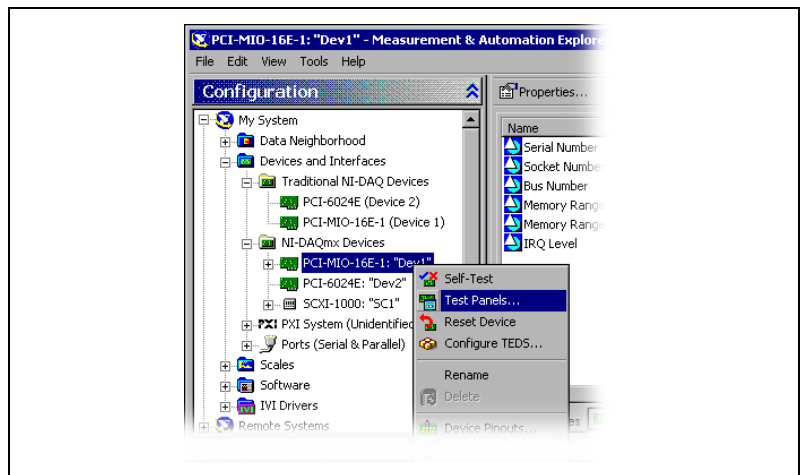 PCI-MIO-16E-1: "Dev1" - Measurement & Automation Explorer
File Edit View Tools Help
Configuration
Properties...
My System
Data Neighborhood
Devices and Interfaces
Traditional NI-DAQ Devices
PCI-6024E (Device 2)
PCI-MIO-16E-1 (Device 1)
NI-DAQmx Devices
PCI-MIO-16E-1: "Dev1"
PCI-6024E: "Dev2"
SCXI-1000: "SC1"
PXI PXI System (Unidentified
Ports (Serial & Parallel)
Scales
Software
IVI Drivers
Remote Systems
Name
Serial Number
Socket Number
Bus Number
Memory Range
Memory Range
IRQ Level
Self-Test
Test Panels...
Reset Device
Configure TEDS...
Rename
Delete
Device Pinouts...